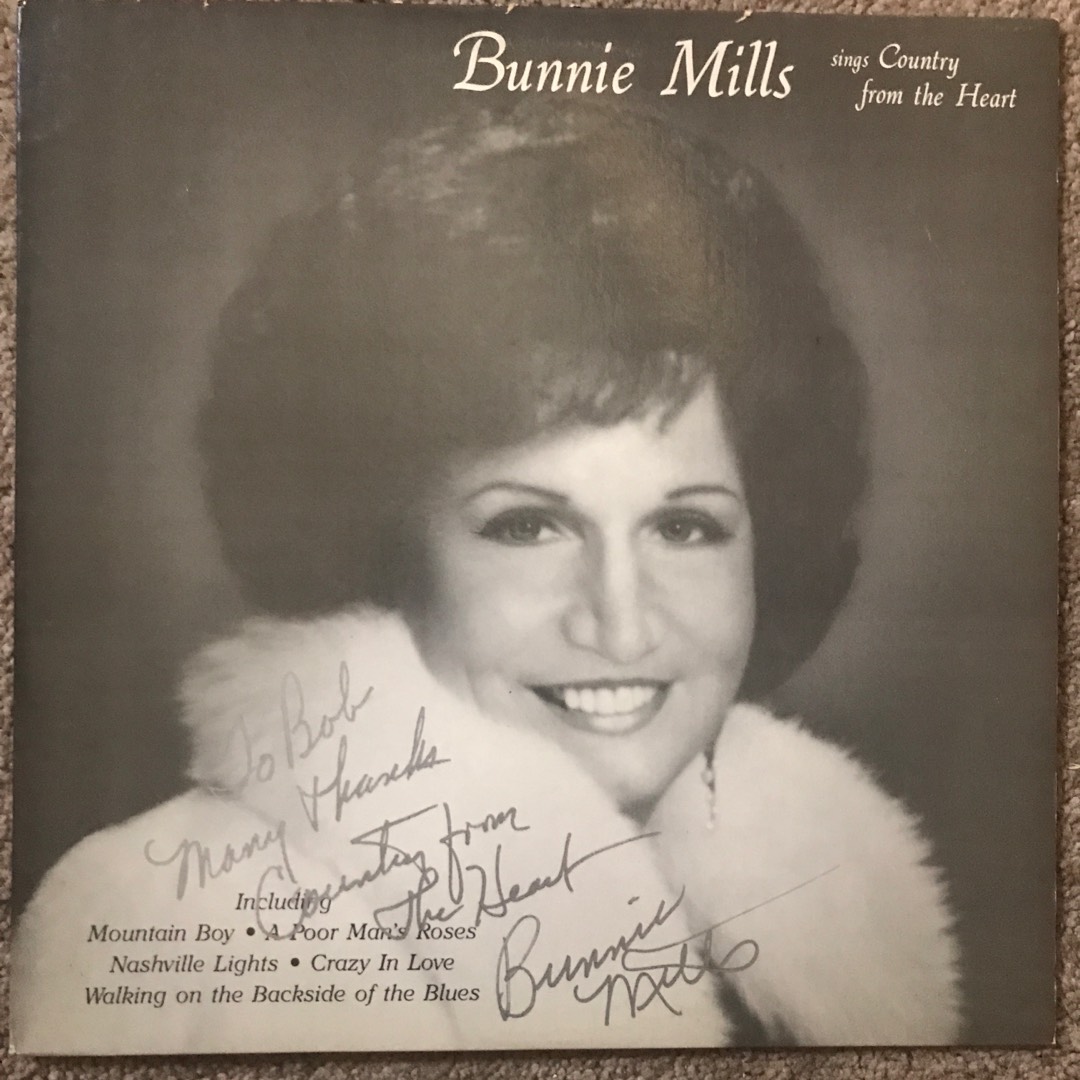 Bunnie Mills sings Country
from the Heart
To Bob
Many Thanks
Country from
The Heart
Bunnie
Mills
Including
Mountain Boy • A Poor Man's Roses
Nashville Lights • Crazy In Love
Walking on the Backside of the Blues